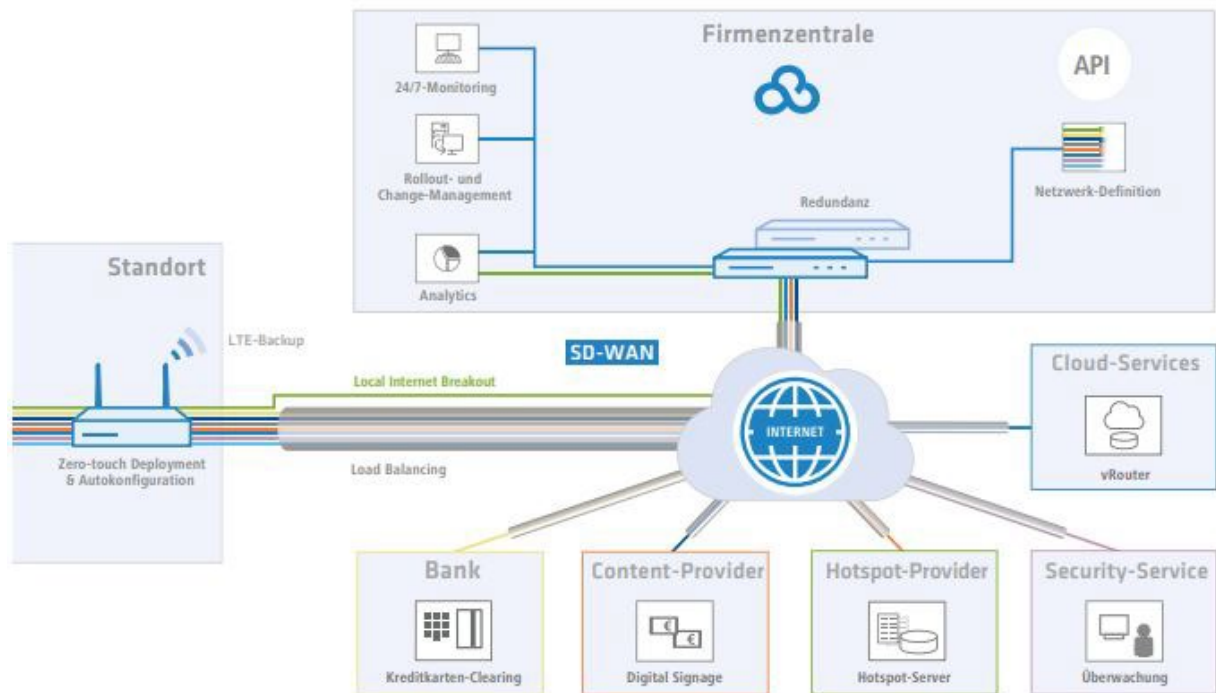 Firmenzentrale
API
24/7-Monitoring
Rollout- und
Change-Management
Netzwerk-Definition
Redundanz
Analytics
Standort
LTE-Backup
SD-WAN
Local Internet Breakout
Zero-touch Deployment
& Autokonfiguration
Load Balancing
INTERNET
Cloud-Services
vRouter
Bank
Kreditkarten-Clearing
Content-Provider
€
€
Digital Signage
Hotspot-Provider
Hotspot-Server
Security-Service
Überwachung